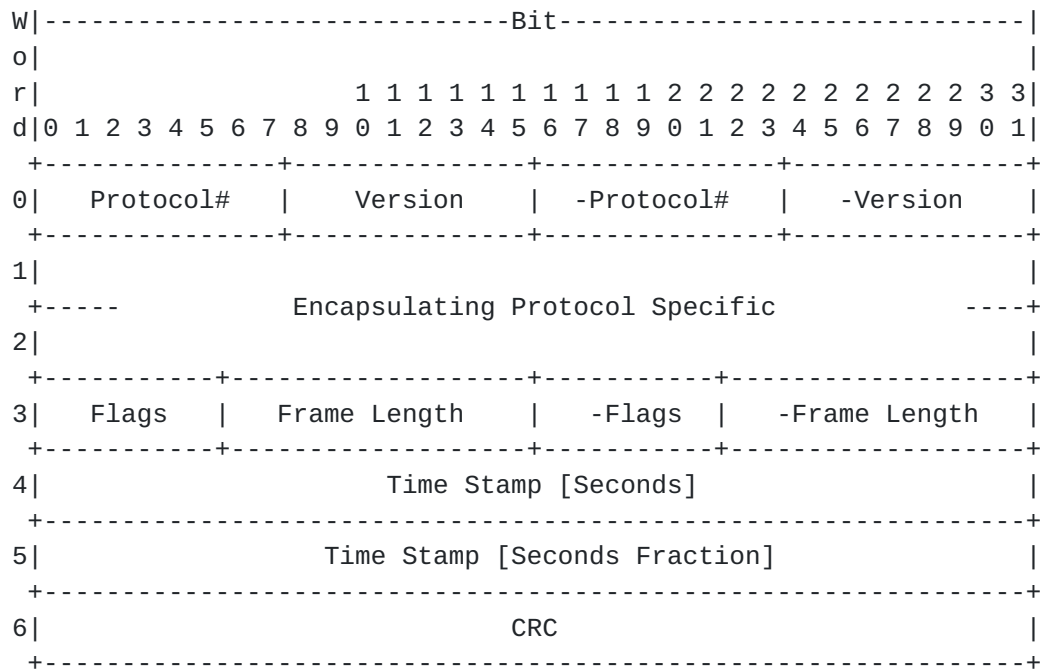 W|------------------------------Bit------------------------------|
o|                                                               |
r|                    1 1 1 1 1 1 1 1 1 1 2 2 2 2 2 2 2 2 2 2 3 3|
d|0 1 2 3 4 5 6 7 8 9 0 1 2 3 4 5 6 7 8 9 0 1 2 3 4 5 6 7 8 9 0 1|
 +---------------+---------------+---------------+---------------+
0|   Protocol#   |    Version    |  -Protocol#   |   -Version    |
 +---------------+---------------+---------------+---------------+
1|                                                               |
 +-----           Encapsulating Protocol Specific            ----+
2|                                                               |
 +-----------+-------------------+-----------+-------------------+
3|   Flags   |   Frame Length    |   -Flags  |   -Frame Length   |
 +-----------+-------------------+-----------+-------------------+
4|                      Time Stamp [Seconds]                     |
 +---------------------------------------------------------------+
5|                  Time Stamp [Seconds Fraction]                |
 +---------------------------------------------------------------+
6|                              CRC                              |
 +---------------------------------------------------------------+